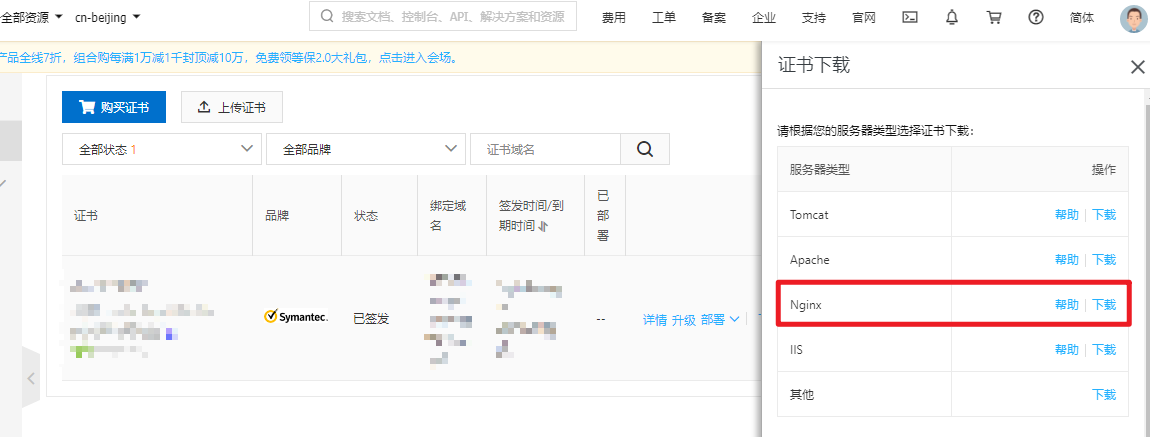 全部资源
cn-beijing
搜索文档、控制台、API、解决方案和资源
费用
工单
备案
企业
支持
官网
简体
产品全线7折，组合购每满1万减1千封顶减10万，免费领等保2.0大礼包，点击进入会场。
购买证书
上传证书
全部状态 1
全部品牌
证书域名
证书
品牌
状态
绑定域
名
签发时间/到
期时间
已
部
署
Symantec.
已签发
--
详情 升级 部署
证书下载
请根据您的服务器类型选择证书下载：
服务器类型
操作
Tomcat
帮助 | 下载
Apache
帮助 | 下载
Nginx
帮助 | 下载
IIS
帮助 | 下载
其他
下载